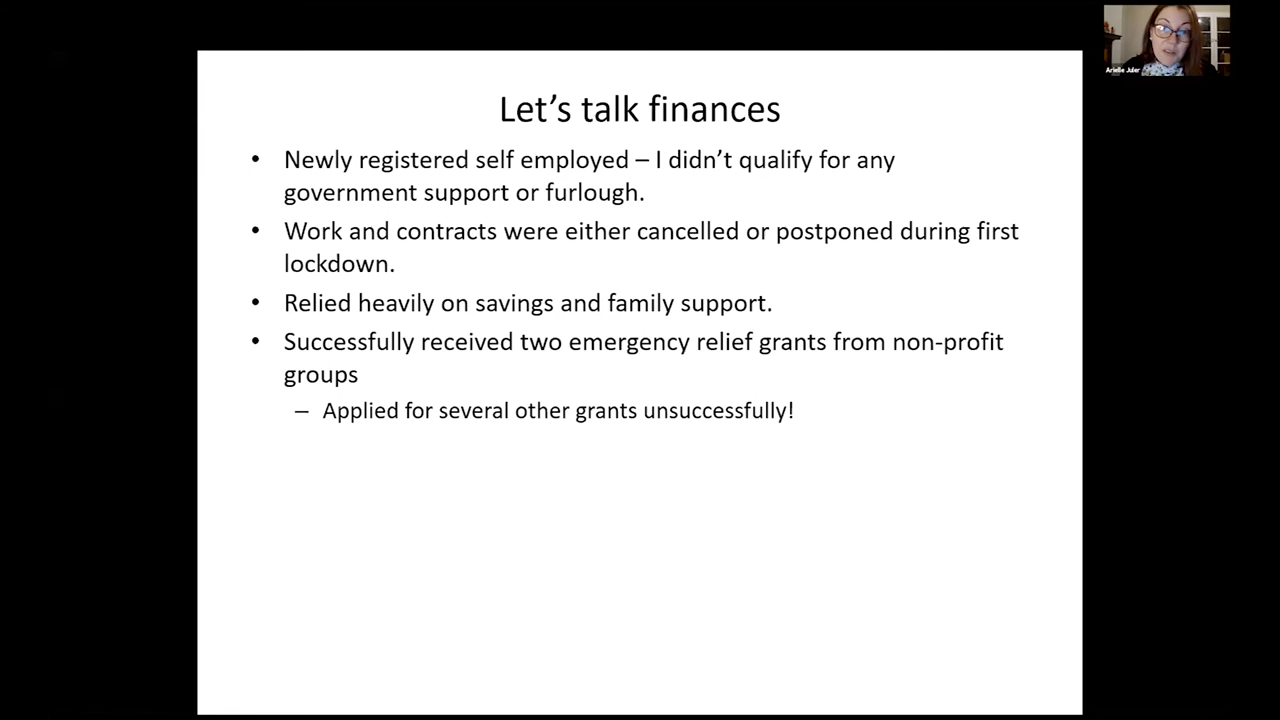 Arielle Juler
Let's talk finances
• Newly registered self employed – I didn't qualify for any
government support or furlough.
• Work and contracts were either cancelled or postponed during first
lockdown.
• Relied heavily on savings and family support.
• Successfully received two emergency relief grants from non-profit
groups
– Applied for several other grants unsuccessfully!